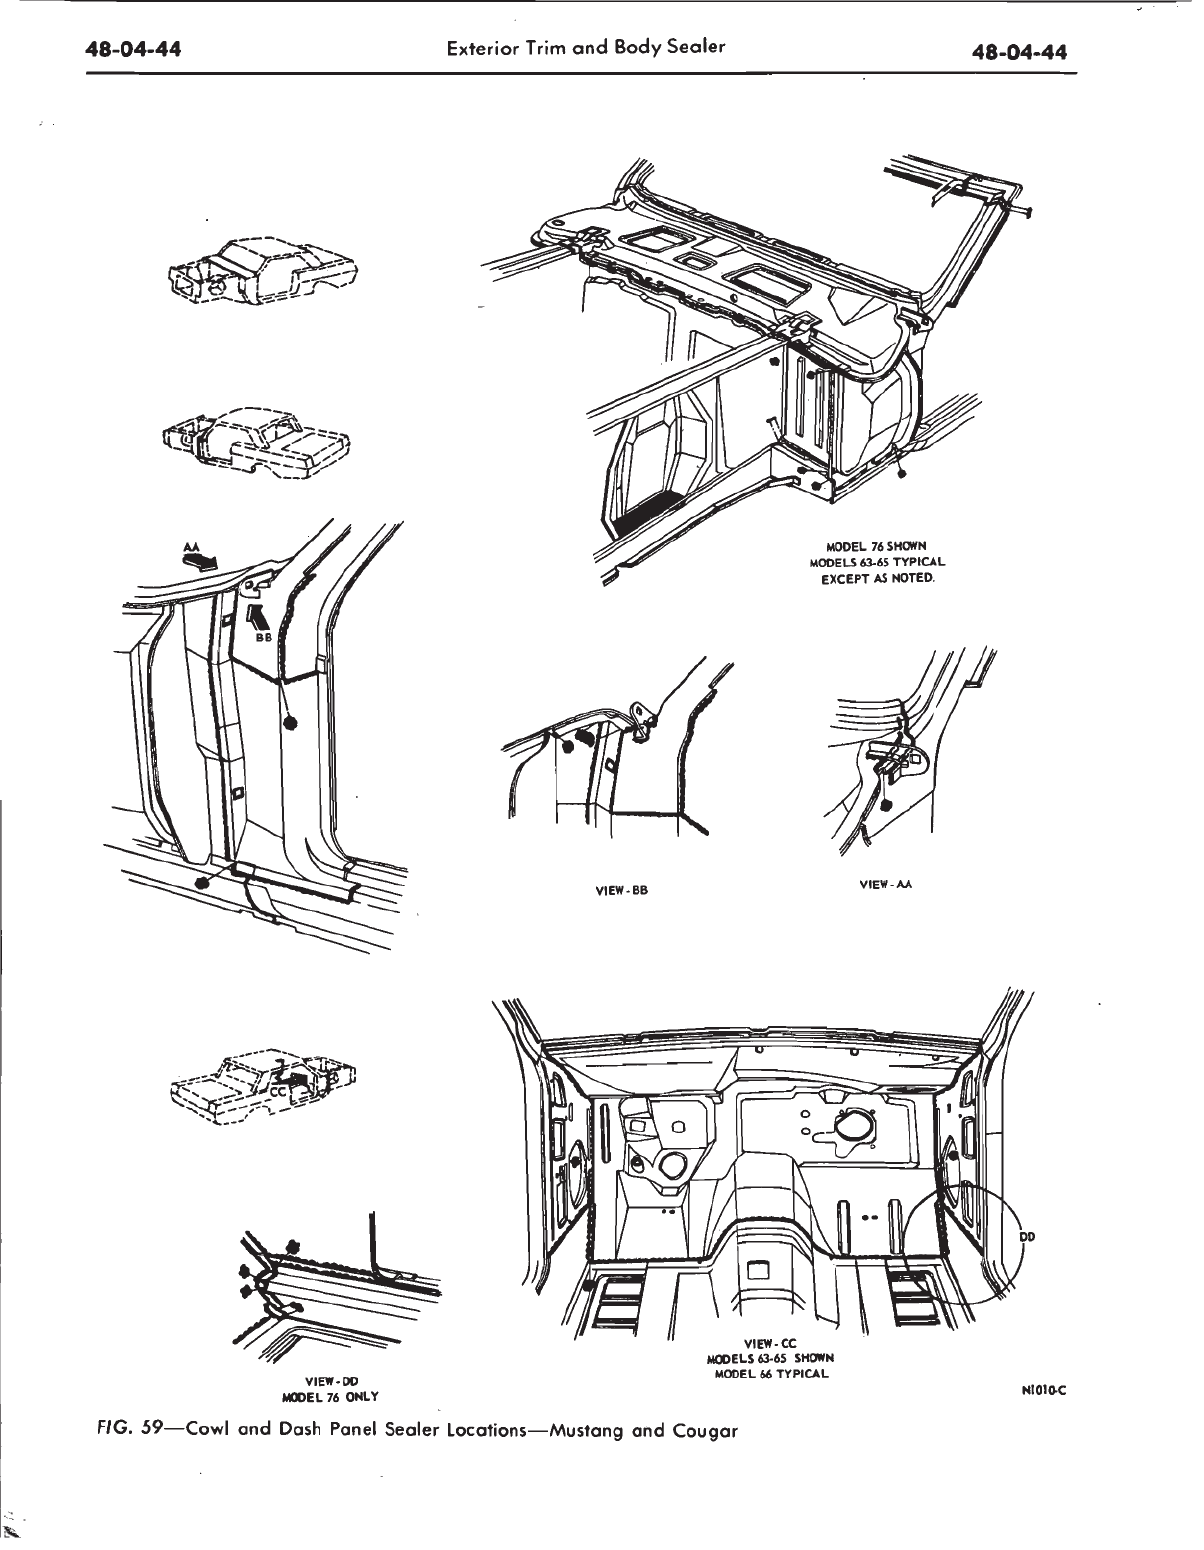 48-04-44
Exterior Trim and Body Sealer
48-04-44
MODEL 76 SHOWN
MODELS 63-65 TYPICAL
EXCEPT AS NOTED.
AA
BB
VIEW-BB
VIEW-AA
CC
DD
VIEW-CC
MODELS 63-65 SHOWN
MODEL 66 TYPICAL
VIEW-DD
MODEL 76 ONLY
N1010-C
FIG. 59—Cowl and Dash Panel Sealer Locations—Mustang and Cougar